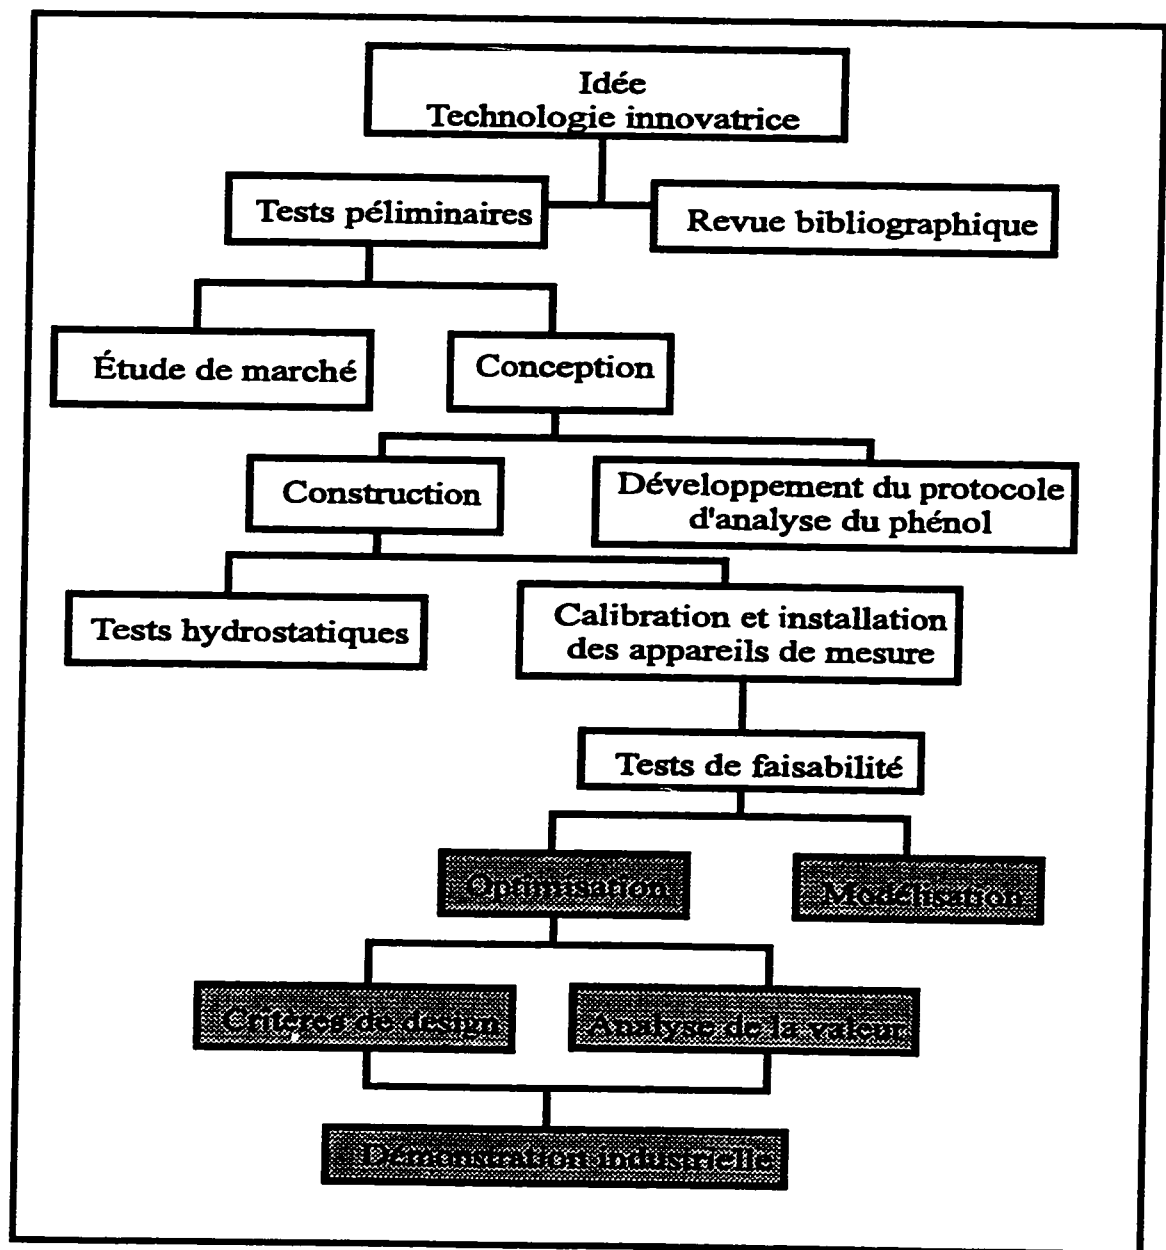 Idée
Technologie innovatrice
Tests péliminaires
Revue bibliographique
Étude de marché
Conception
Construction
Développement du protocole
d'analyse du phénol
Tests hydrostatiques
Calibration et installation
des appareils de mesure
Tests de faisabilité
Optimisation
Modélisation
Critères de design
Analyse de la valeur
Démonstration industrielle